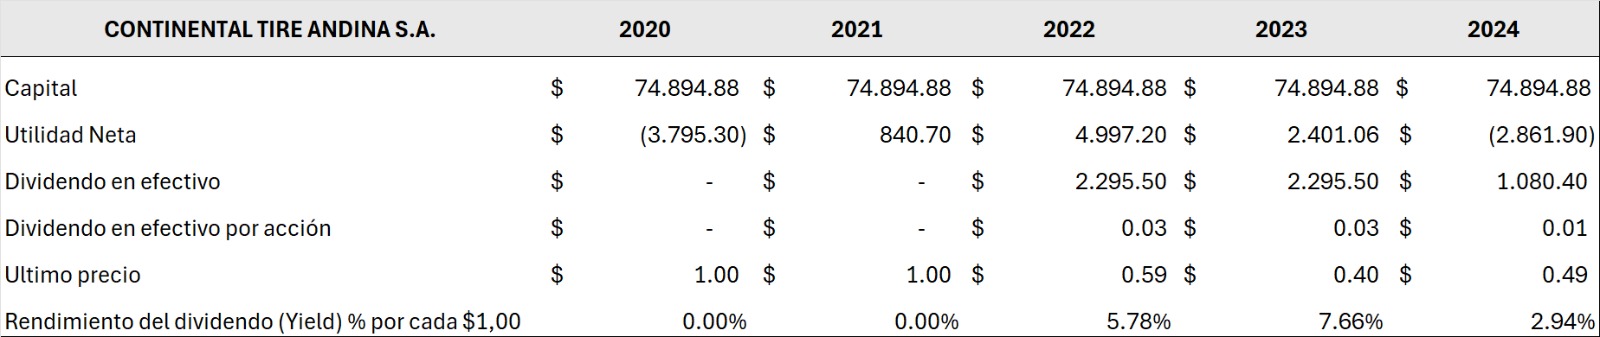 CONTINENTAL TIRE ANDINA S.A. 2020 2021 2022 2023 2024
Capital $ 74.894.88 $ 74.894.88 $ 74.894.88 $ 74.894.88 $ 74.894.88
Utilidad Neta $ (3.795.30) $ 840.70 $ 4.997.20 $ 2.401.06 $ (2.861.90)
Dividendo en efectivo $ - $ - $ 2.295.50 $ 2.295.50 $ 1.080.40
Dividendo en efectivo por acción $ - $ - $ 0.03 $ 0.03 $ 0.01
Ultimo precio $ 1.00 $ 1.00 $ 0.59 $ 0.40 $ 0.49
Rendimiento del dividendo (Yield) % por cada $1,00 0.00% 0.00% 5.78% 7.66% 2.94%